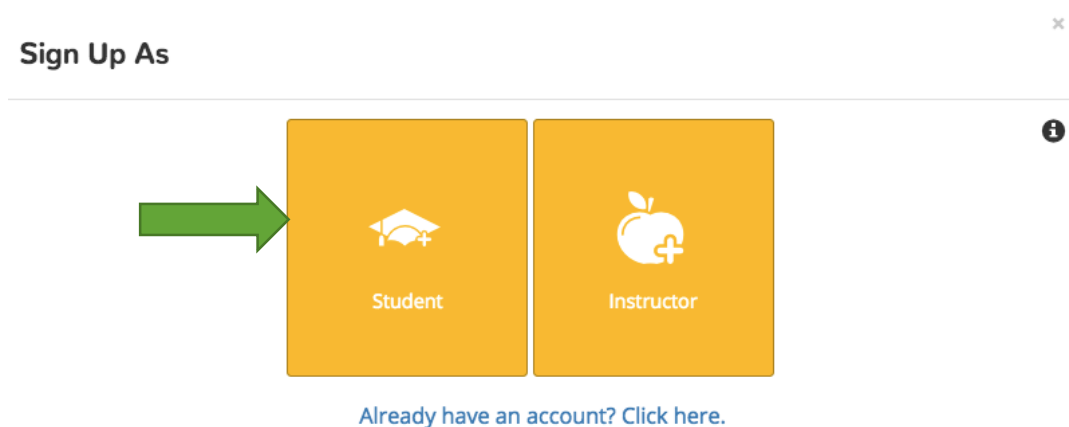 Sign Up As
Student
Instructor
Already have an account? Click here.